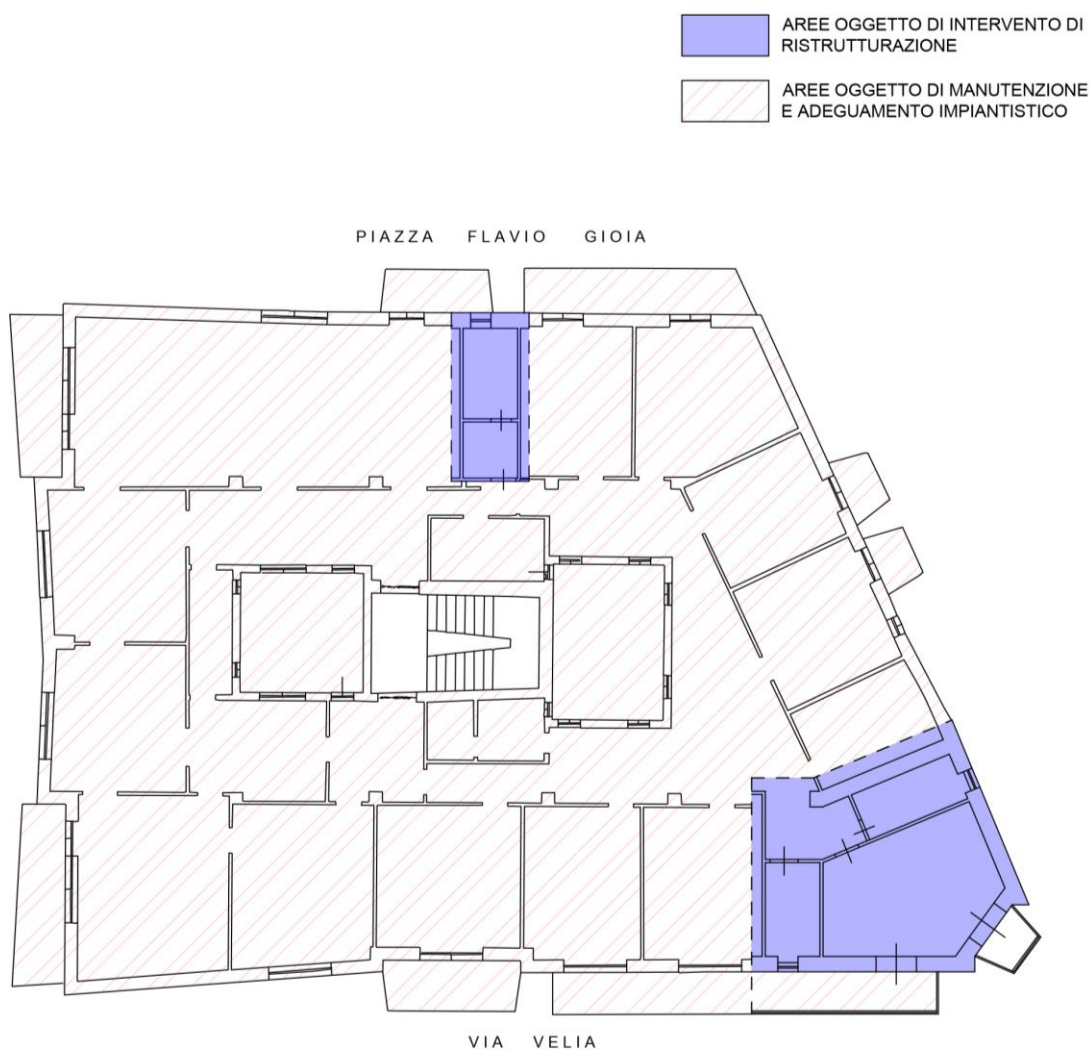 AREE OGGETTO DI INTERVENTO DI
RISTRUTTURAZIONE
AREE OGGETTO DI MANUTENZIONE
E ADEGUAMENTO IMPIANTISTICO
PIAZZA FLAVIO GIOIA
VIA VELIA